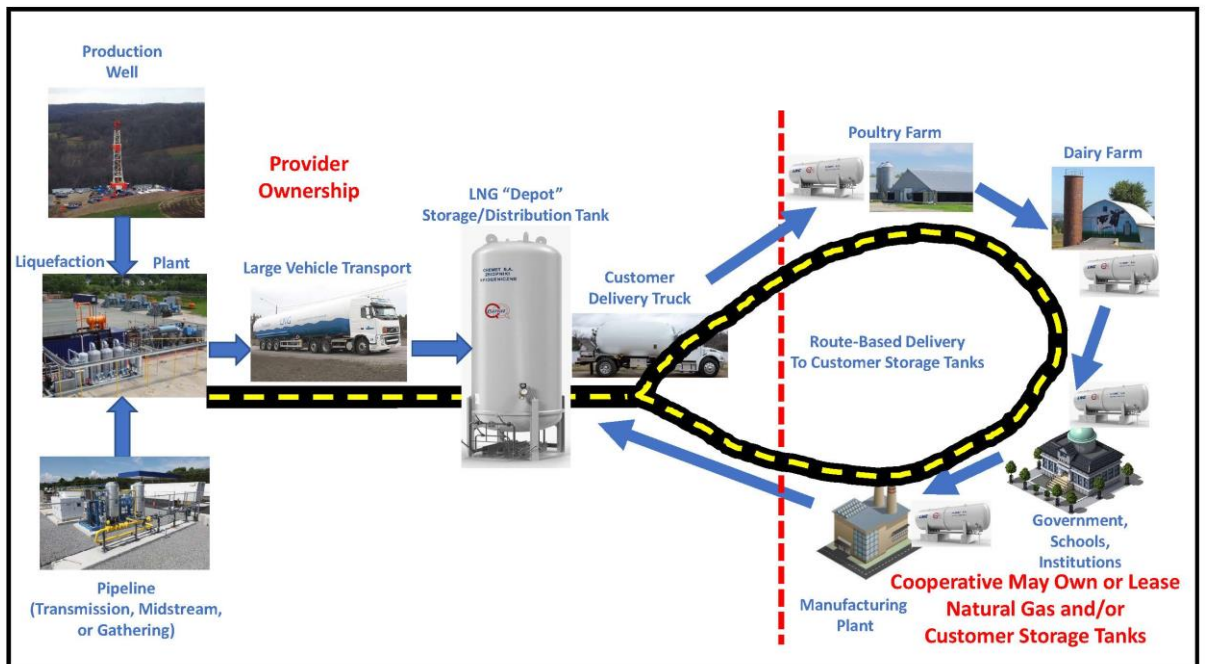 Production
Well
Provider
Ownership
Liquefaction Plant
Large Vehicle Transport
LNG
LNG "Depot"
Storage/Distribution Tank
Customer
Delivery Truck
Poultry Farm
Dairy Farm
Route-Based Delivery
To Customer Storage Tanks
Government,
Schools,
Institutions
Manufacturing
Plant
Cooperative May Own or Lease
Natural Gas and/or
Customer Storage Tanks
Pipeline
(Transmission, Midstream,
or Gathering)